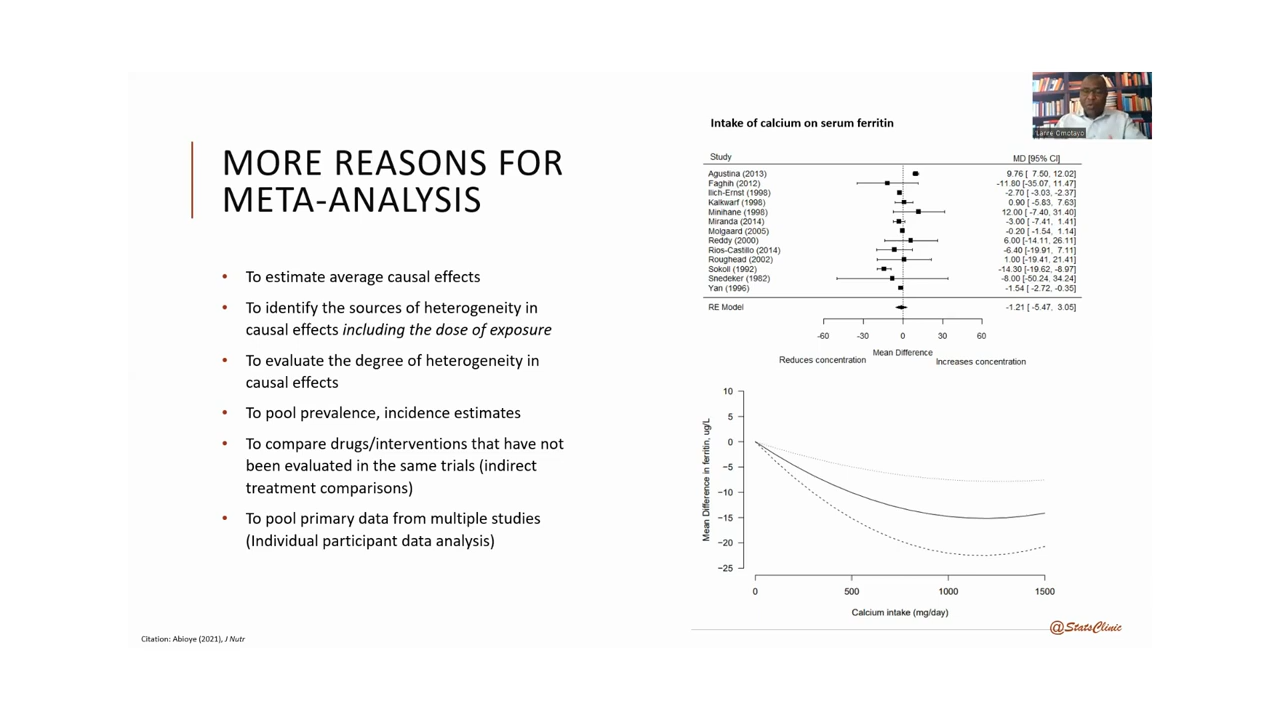 MORE REASONS FOR
META-ANALYSIS
• To estimate average causal effects
• To identify the sources of heterogeneity in
causal effects including the dose of exposure
• To evaluate the degree of heterogeneity in
causal effects
• To pool prevalence, incidence estimates
• To compare drugs/interventions that have not
been evaluated in the same trials (indirect
treatment comparisons)
• To pool primary data from multiple studies
(Individual participant data analysis)
Citation: Abioye (2021), J Nutr
Lanre Omotayo
Intake of calcium on serum ferritin
Study MD [95% CI]
Agustina (2013) 9.76 [ 7.50, 12.02]
Faghih (2012) -11.80 [-35.07, 11.47]
Ilich-Ernst (1998) -2.70 [ -3.03, -2.37]
Kalkwarf (1998) 0.90 [ -5.83, 7.63]
Minihane (1998) 12.00 [ -7.40, 31.40]
Miranda (2014) -3.00 [ -7.41, 1.41]
Molgaard (2005) -0.20 [ -1.54, 1.14]
Reddy (2000) 6.00 [-14.11, 26.11]
Rios-Castillo (2014) -6.40 [-19.91, 7.11]
Roughead (2002) 1.00 [-19.41, 21.41]
Sokoll (1992) -14.30 [-19.62, -8.97]
Snedeker (1982) -8.00 [-50.24, 34.24]
Yan (1996) -1.54 [ -2.72, -0.35]
RE Model -1.21 [ -5.47, 3.05]
-60 -30 0 30 60
Mean Difference
Reduces concentration Increases concentration
Mean Difference in ferritin, ug/L
10
5
0
−5
−10
−15
−20
−25
0 500 1000 1500
Calcium intake (mg/day)
@StatsClinic